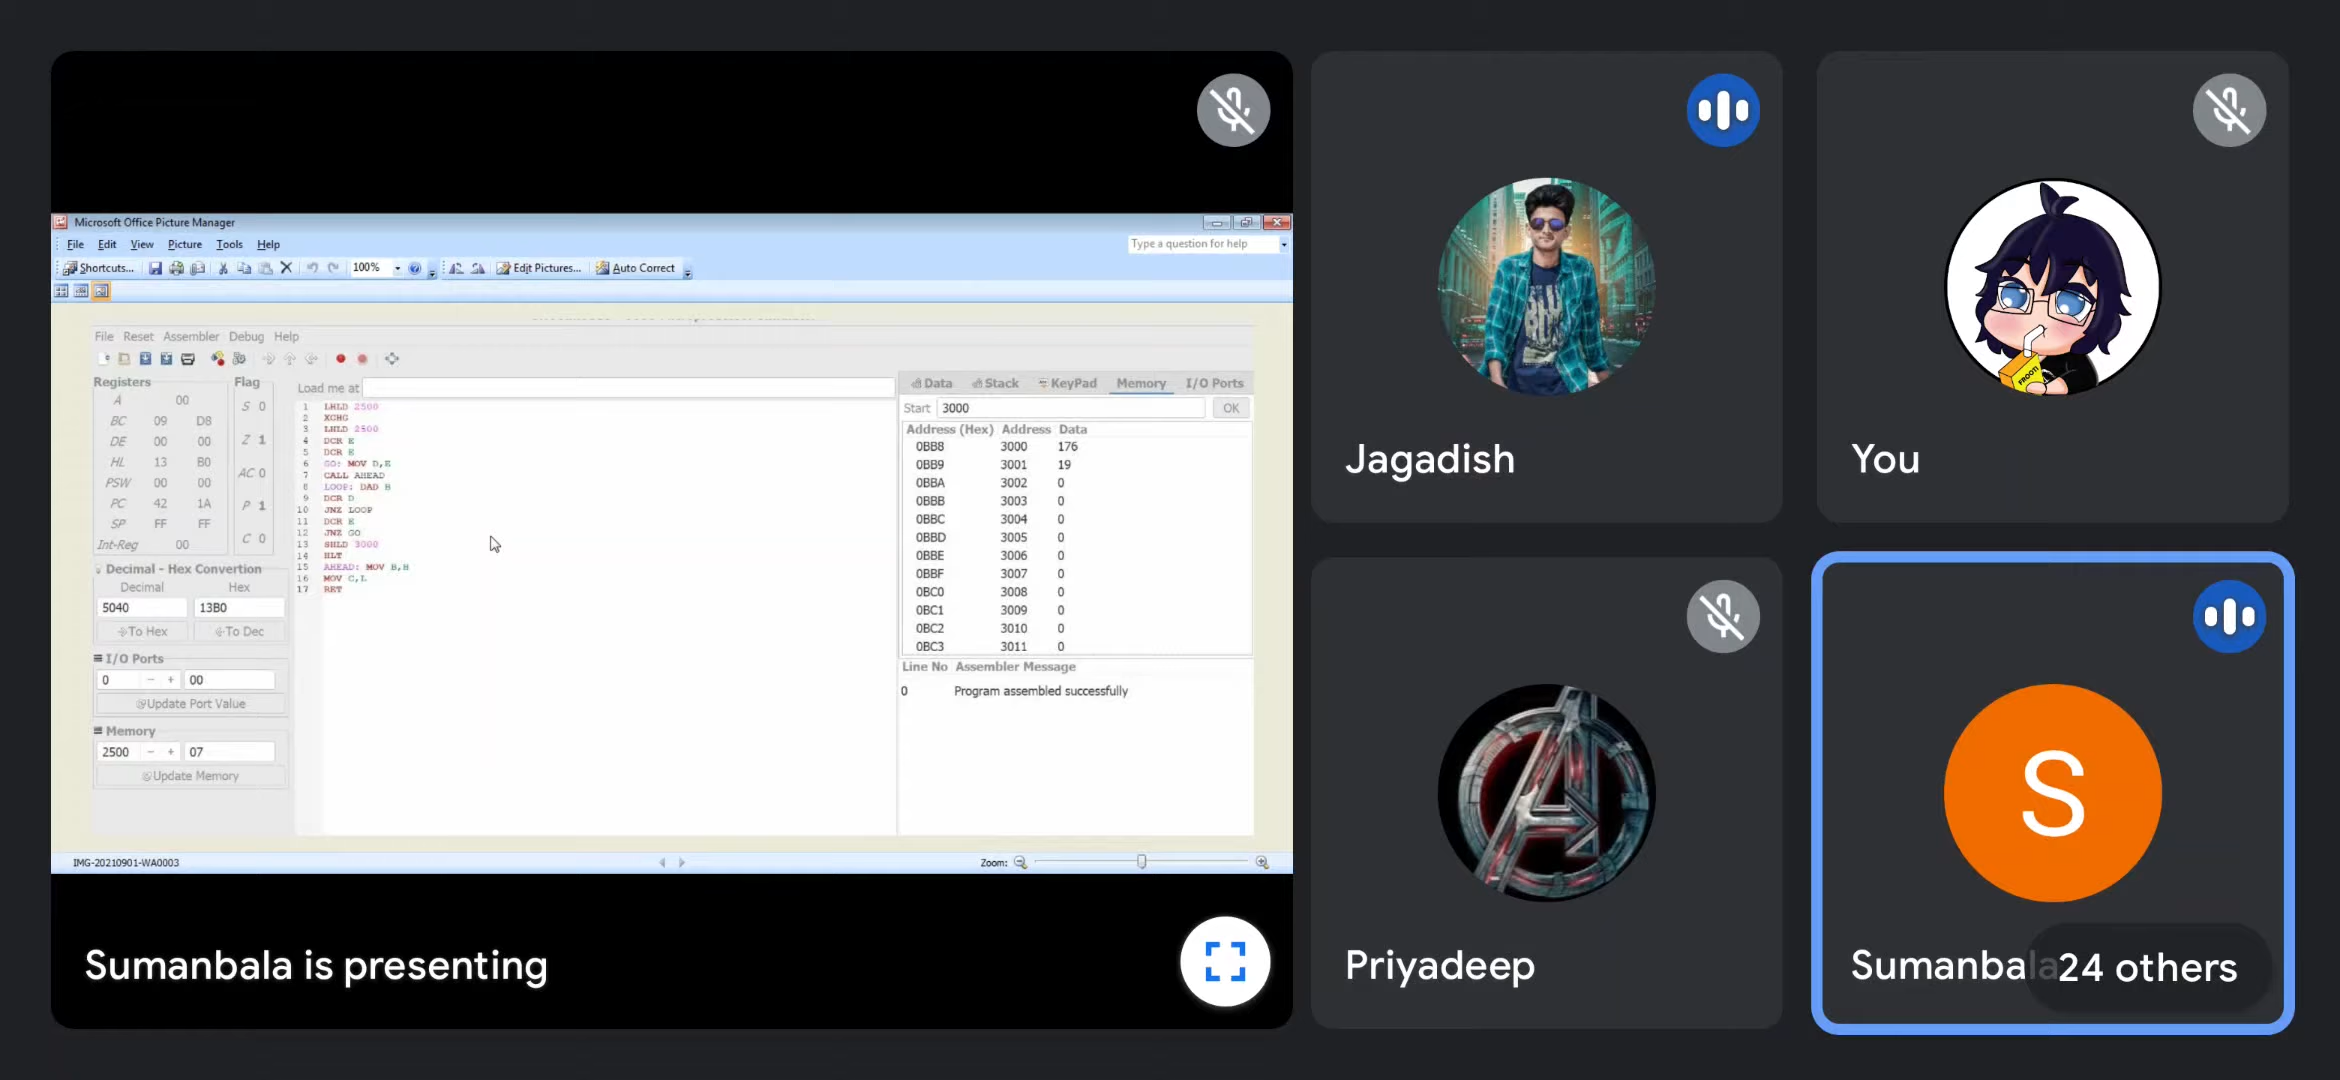 Microsoft Office Picture Manager
File Edit View Picture Tools Help
Type a question for help
Shortcuts... 100% Edit Pictures... Auto Correct
File Reset Assembler Debug Help
Registers Flag
A 00
BC 09 D8
DE 00 00
HL 13 B0
PSW 00 00
PC 42 1A
SP FF FF
Int-Reg 00
S 0
Z 1
AC 0
P 1
C 0
Decimal - Hex Convertion
Decimal Hex
5040 13B0
To Hex To Dec
I/O Ports
0 - + 00
Update Port Value
Memory
2500 - + 07
Update Memory
Load me at
1 LHLD 2500
2 XCHG
3 LHLD 2500
4 DCR E
5 DCR E
6 GO: MOV D,E
7 CALL AHEAD
8 LOOP: DAD B
9 DCR D
10 JNZ LOOP
11 DCR E
12 JNZ GO
13 SHLD 3000
14 HLT
15 AHEAD: MOV B,H
16 MOV C,L
17 RET
Data Stack KeyPad Memory I/O Ports
Start 3000 OK
Address (Hex) Address Data
0BB8 3000 176
0BB9 3001 19
0BBA 3002 0
0BBB 3003 0
0BBC 3004 0
0BBD 3005 0
0BBE 3006 0
0BBF 3007 0
0BC0 3008 0
0BC1 3009 0
0BC2 3010 0
0BC3 3011 0
Line No Assembler Message
0 Program assembled successfully
IMG-20210901-WA0003
Zoom:
Sumanbala is presenting
Jagadish
BLU
You
FROOTI
Priyadeep
S
Sumanbala
24 others